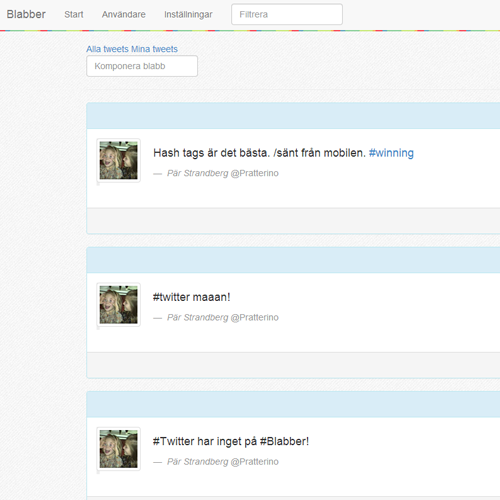 Blabber Start Användare Inställningar Filtrera
Alla tweets Mina tweets
Komponera blabb
Hash tags är det bästa. /sänt från mobilen. #winning
— Pär Strandberg @Pratterino
#twitter maaan!
— Pär Strandberg @Pratterino
#Twitter har inget på #Blabber!
— Pär Strandberg @Pratterino